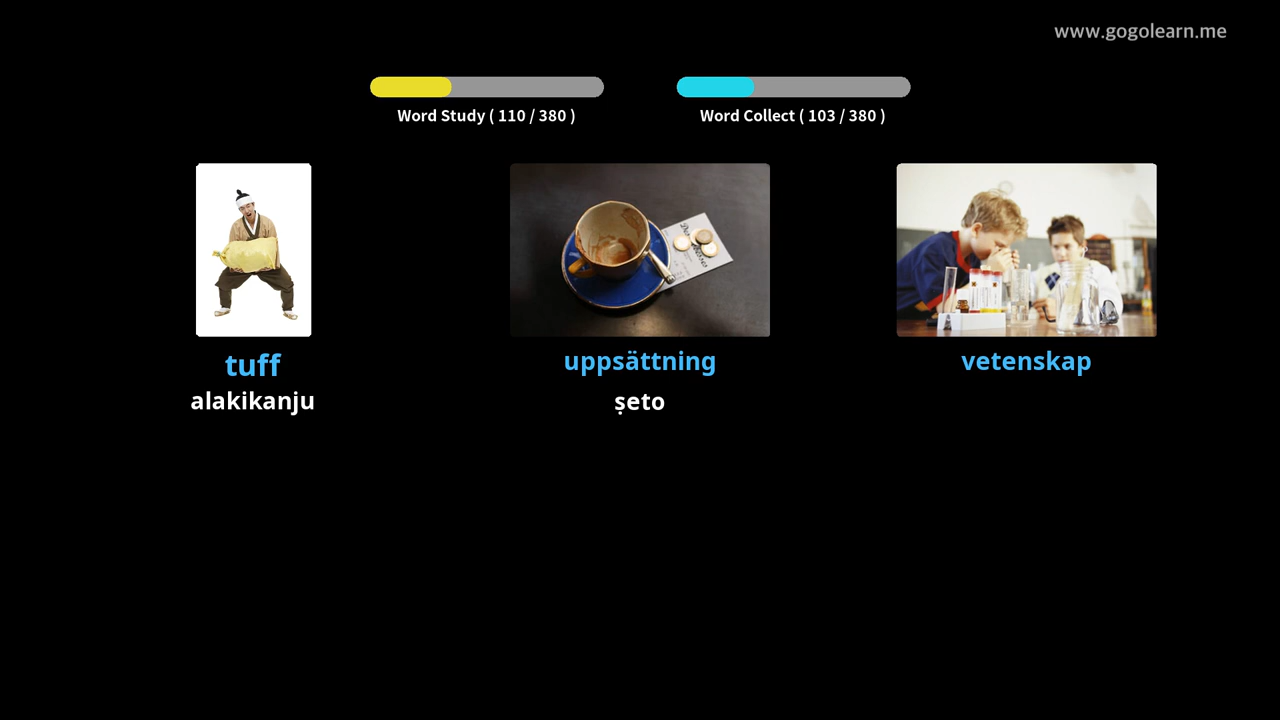 www.gogolearn.me
Word Study ( 110 / 380 )
Word Collect ( 103 / 380 )
tuff
uppsättning
vetenskap
alakikanju
ṣeto